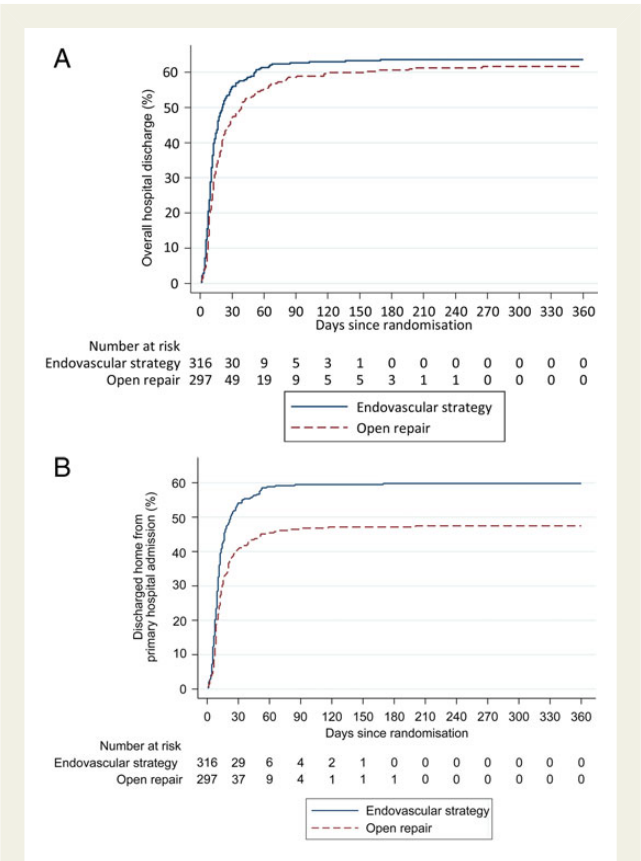 A
Overall hospital discharge (%)
60
50
40
30
20
10
0
0 30 60 90 120 150 180 210 240 270 300 330 360
Days since randomisation
Number at risk
Endovascular strategy 316 30 9 5 3 1 0 0 0 0 0 0 0
Open repair 297 49 19 9 5 5 3 1 1 0 0 0 0
Endovascular strategy
Open repair
B
Discharged home from
primary hospital admission (%)
60
50
40
30
20
10
0
0 30 60 90 120 150 180 210 240 270 300 330 360
Days since randomisation
Number at risk
Endovascular strategy 316 29 6 4 2 1 0 0 0 0 0 0 0
Open repair 297 37 9 4 1 1 1 0 0 0 0 0 0
Endovascular strategy
Open repair